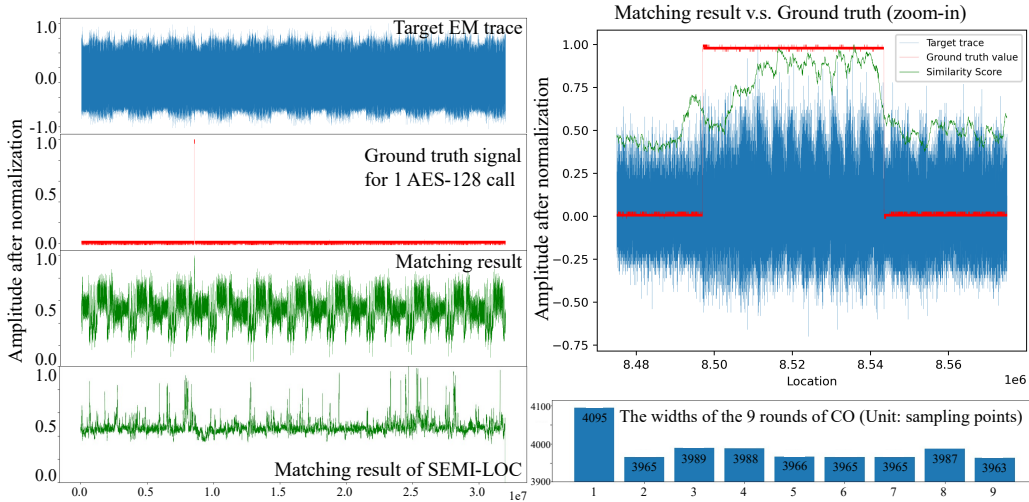 Target EM trace
1.0
0.0
-1.0
Ground truth signal
for 1 AES-128 call
1.0
0.5
0.0
Matching result
1.0
0.5
0.0
Matching result of SEMI-LOC
1.0
0.5
0.0
Amplitude after normalization
0.0 0.5 1.0 1.5 2.0 2.5 3.0
1e7
Matching result v.s. Ground truth (zoom-in)
Target trace
Ground truth value
Similarity Score
1.00
0.75
0.50
0.25
0.00
−0.25
−0.50
−0.75
Amplitude after normalization
8.48 8.50 8.52 8.54 8.56
1e6
Location
The widths of the 9 rounds of CO (Unit: sampling points)
4100
4000
3900
4095 3965 3989 3988 3966 3965 3965 3987 3963
1 2 3 4 5 6 7 8 9